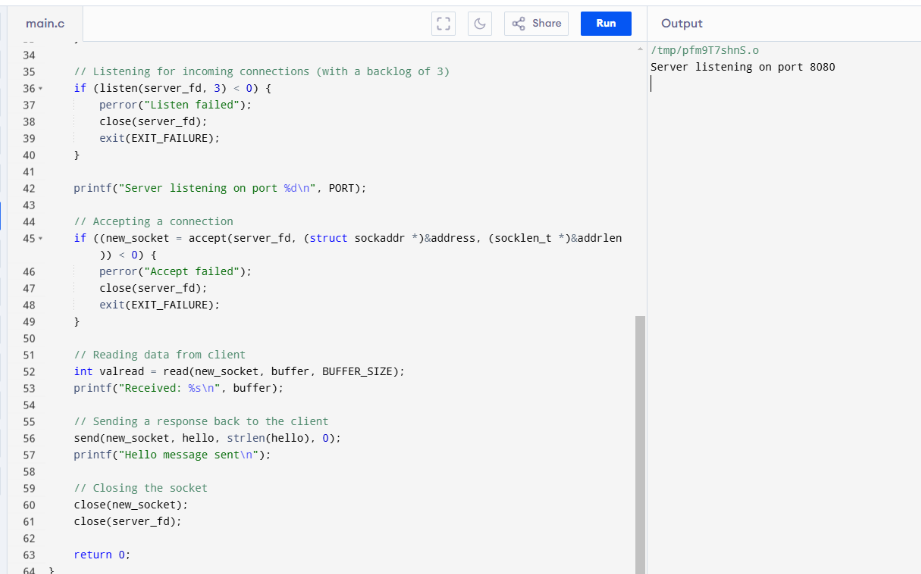 main.c
Share
Run
Output
34
35 // Listening for incoming connections (with a backlog of 3)
36 if (listen(server_fd, 3) < 0) {
37 perror("Listen failed");
38 close(server_fd);
39 exit(EXIT_FAILURE);
40 }
41
42 printf("Server listening on port %d\n", PORT);
43
44 // Accepting a connection
45 if ((new_socket = accept(server_fd, (struct sockaddr *)&address, (socklen_t *)&addrlen
)) < 0) {
46 perror("Accept failed");
47 close(server_fd);
48 exit(EXIT_FAILURE);
49 }
50
51 // Reading data from client
52 int valread = read(new_socket, buffer, BUFFER_SIZE);
53 printf("Received: %s\n", buffer);
54
55 // Sending a response back to the client
56 send(new_socket, hello, strlen(hello), 0);
57 printf("Hello message sent\n");
58
59 // Closing the socket
60 close(new_socket);
61 close(server_fd);
62
63 return 0;
64 }
/tmp/pfm9T7shnS.o
Server listening on port 8080